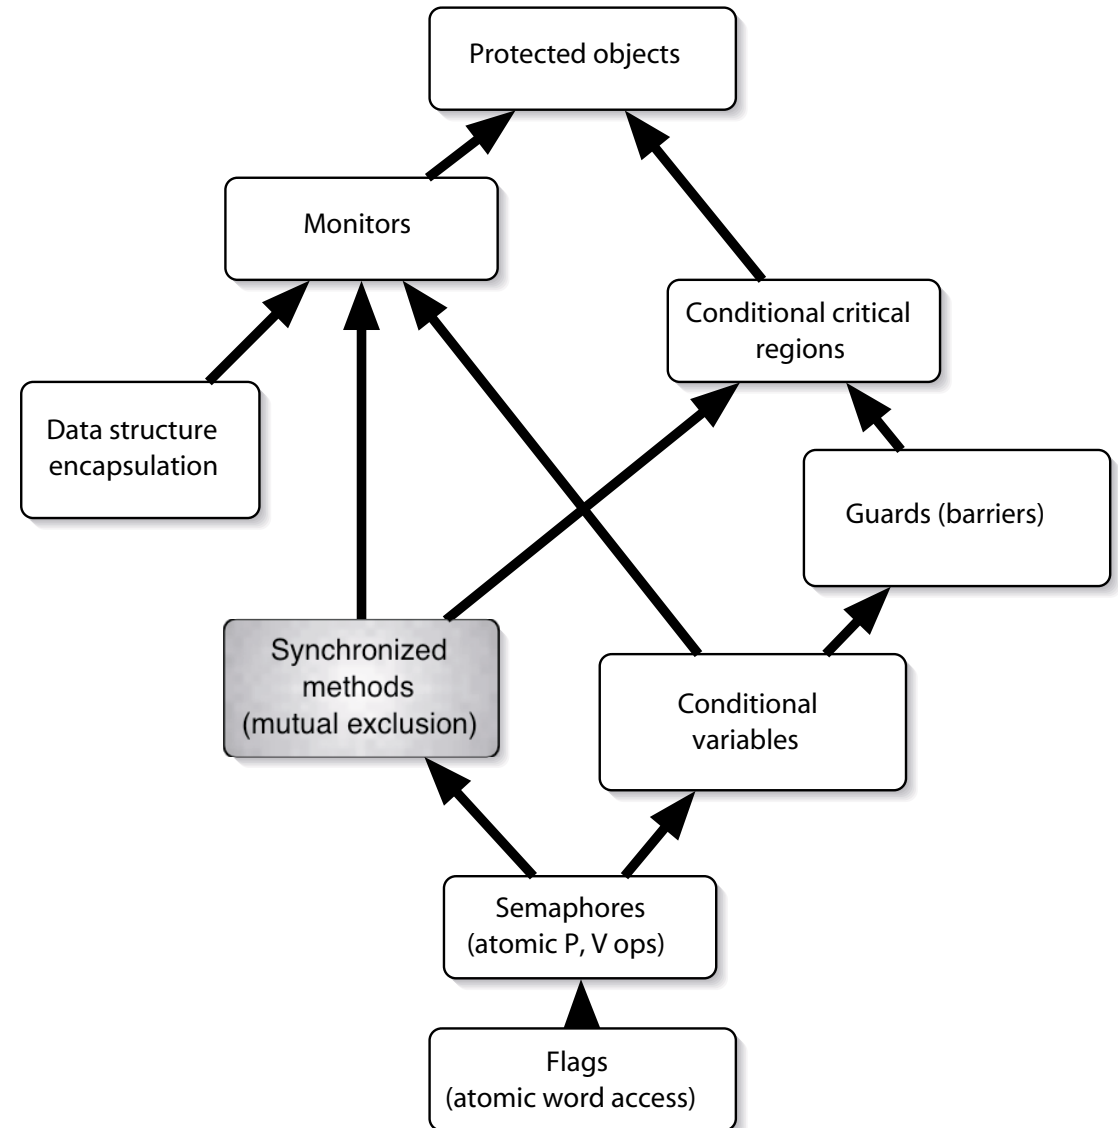 Protected objects
Monitors
Conditional critical
regions
Data structure
encapsulation
Guards (barriers)
Synchronized
methods
(mutual exclusion)
Conditional
variables
Semaphores
(atomic P, V ops)
Flags
(atomic word access)